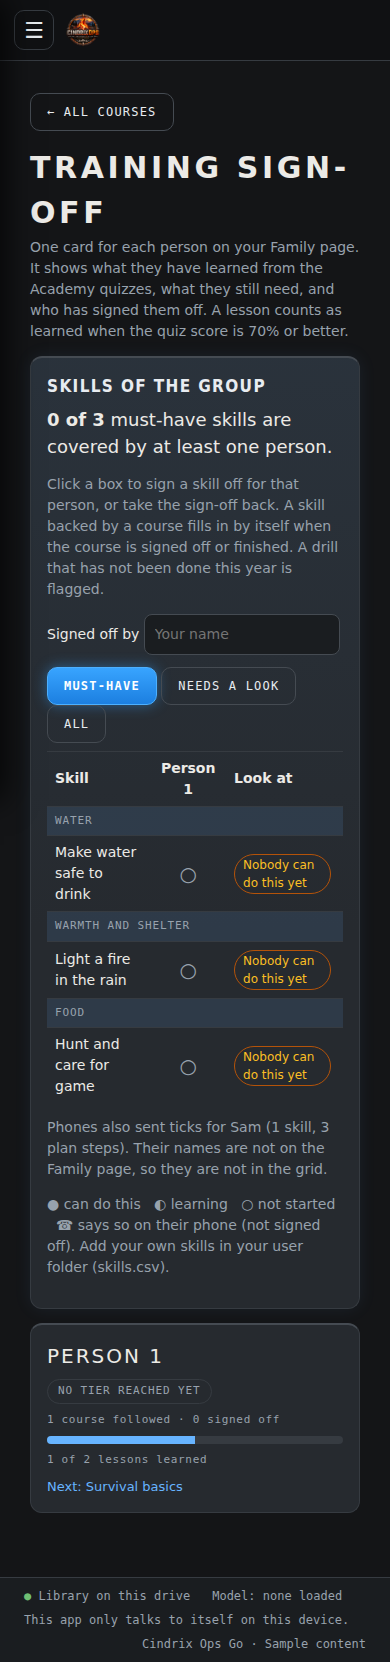 CINDRIX OPS
← ALL COURSES
TRAINING SIGN-
OFF
One card for each person on your Family page.
It shows what they have learned from the
Academy quizzes, what they still need, and
who has signed them off. A lesson counts as
learned when the quiz score is 70% or better.
SKILLS OF THE GROUP
0 of 3 must-have skills are
covered by at least one person.
Click a box to sign a skill off for that
person, or take the sign-off back. A skill
backed by a course fills in by itself when
the course is signed off or finished. A drill
that has not been done this year is
flagged.
Signed off by Your name
MUST-HAVE NEEDS A LOOK
ALL
Skill Person 1 Look at
WATER
Make water
safe to
drink
○
Nobody can
do this yet
WARMTH AND SHELTER
Light a fire
in the rain
○
Nobody can
do this yet
FOOD
Hunt and
care for
game
○
Nobody can
do this yet
Phones also sent ticks for Sam (1 skill, 3
plan steps). Their names are not on the
Family page, so they are not in the grid.
● can do this ◐ learning ○ not started
☎ says so on their phone (not signed
off). Add your own skills in your user
folder (skills.csv).
PERSON 1
NO TIER REACHED YET
1 course followed · 0 signed off
1 of 2 lessons learned
Next: Survival basics
● Library on this drive Model: none loaded
This app only talks to itself on this device.
Cindrix Ops Go · Sample content